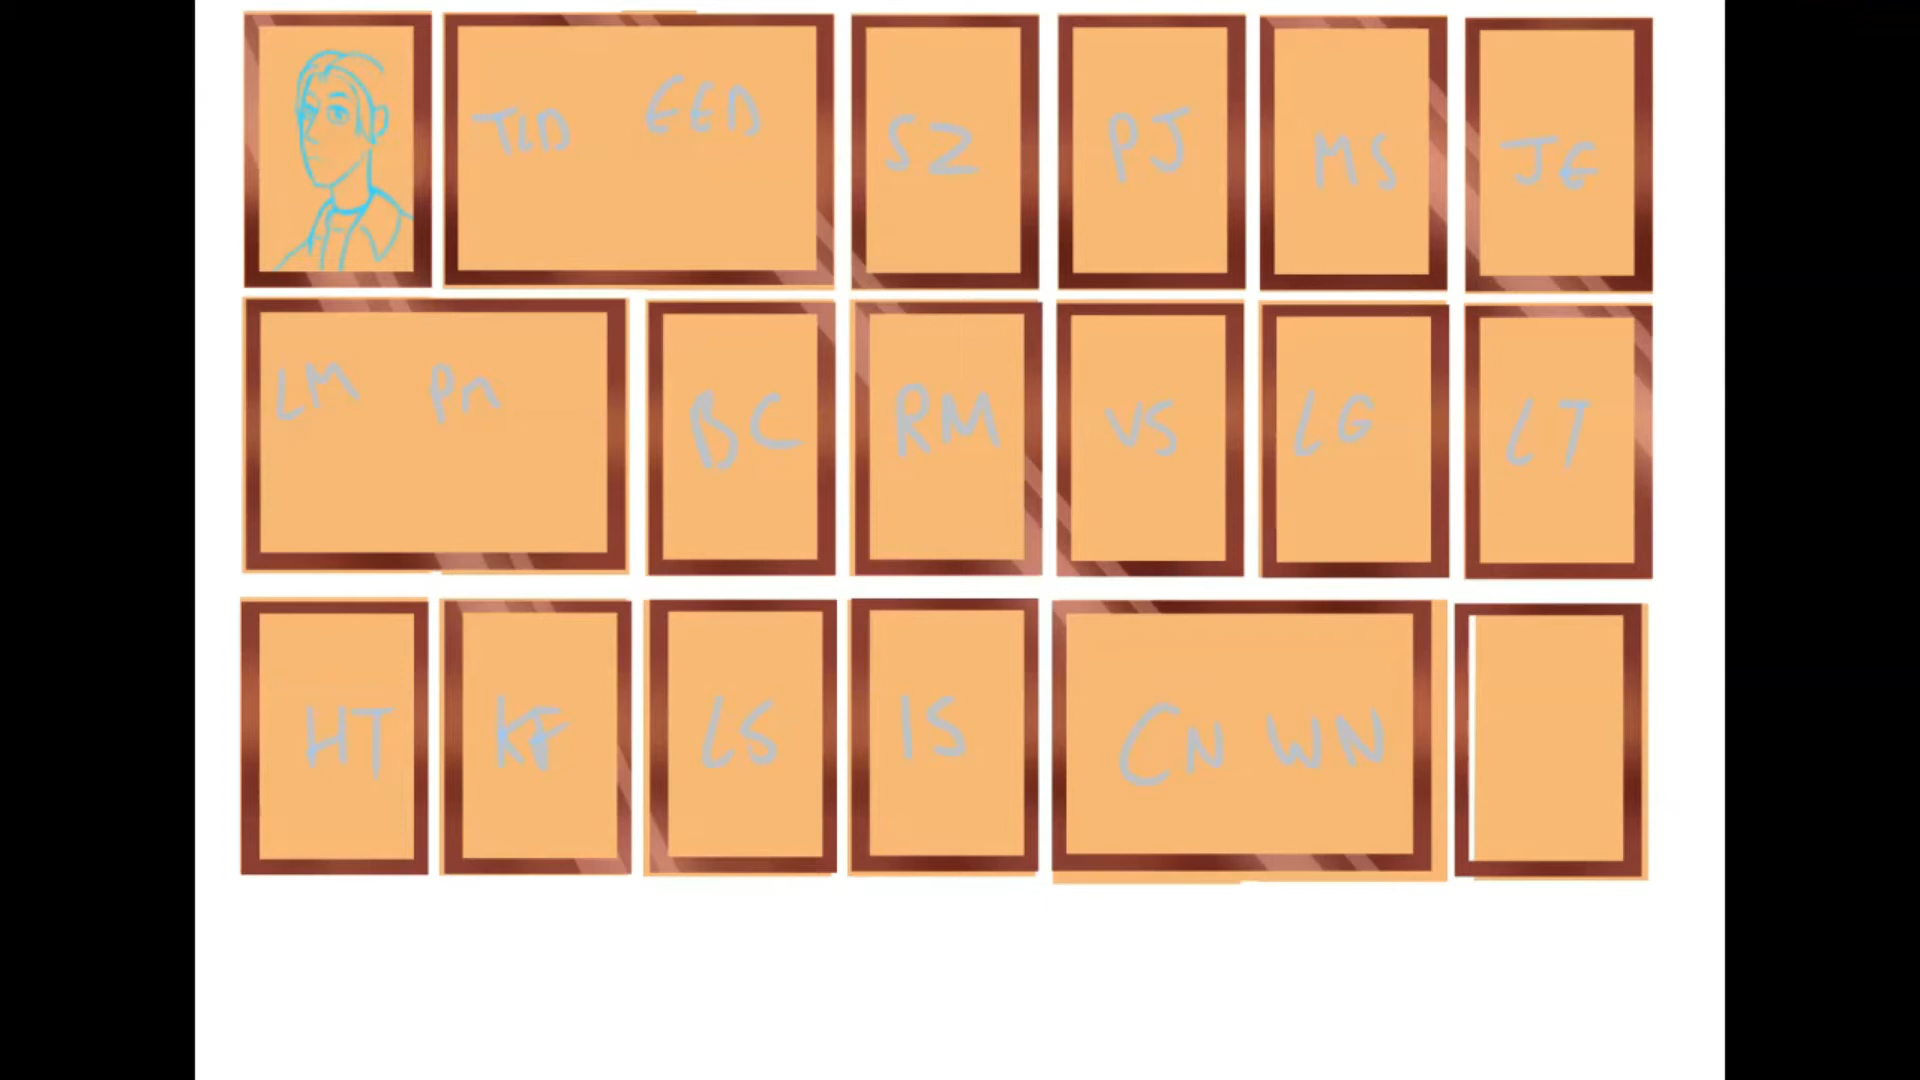 TLD EED SZ PJ MS JE
LM Pn BC RM VS LG LT
HT KF LS IS CN WN